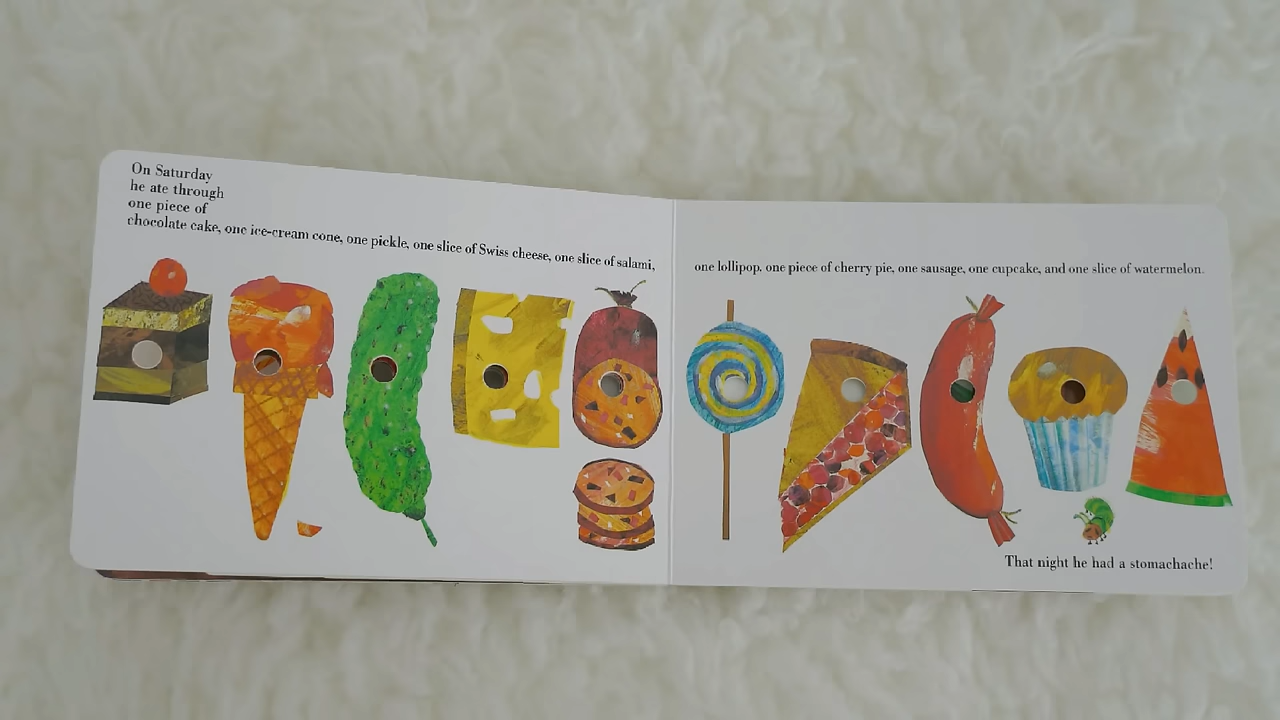 On Saturday
he ate through
one piece of
chocolate cake, one ice-cream cone, one pickle, one slice of Swiss cheese, one slice of salami,
one lollipop, one piece of cherry pie, one sausage, one cupcake, and one slice of watermelon.
That night he had a stomachache!